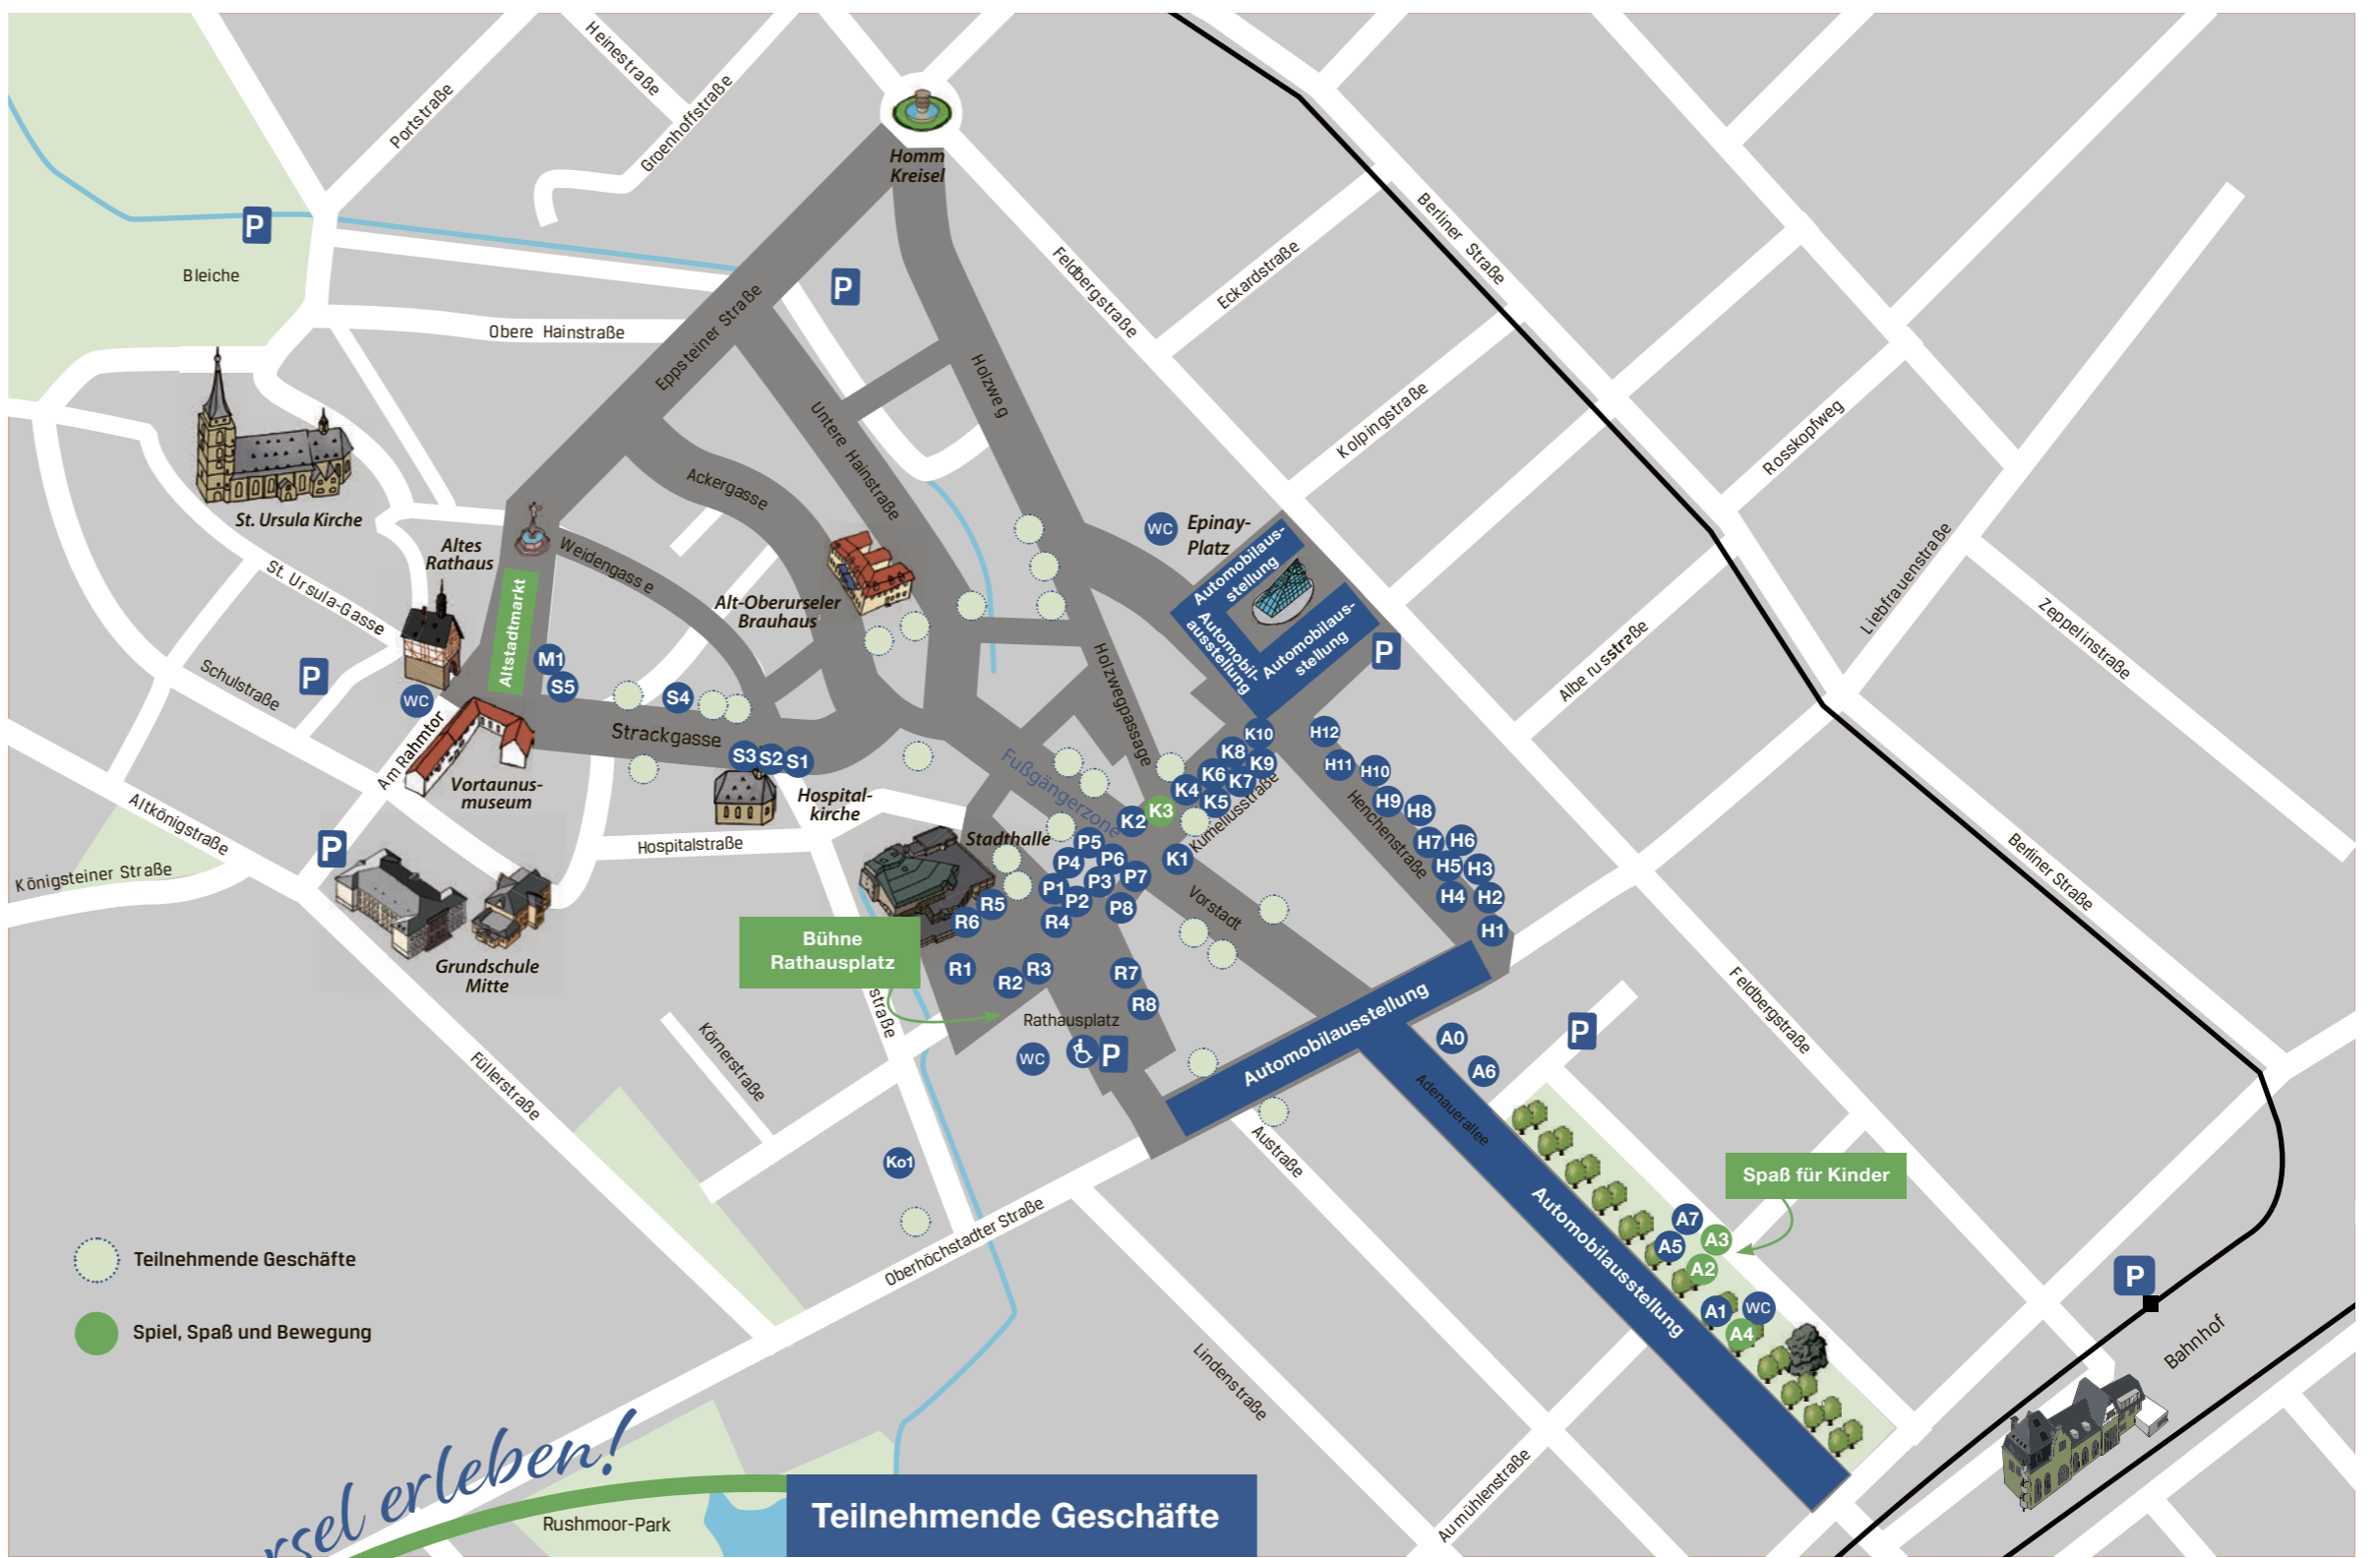 Heinestraße
Portstraße
Groenhoffstraße
Homm
Kreisel
P
Bleiche
P
Berliner Straße
Feldbergstraße
Eckardstraße
Eppsteiner Straße
Obere Hainstraße
Holzweg
Untere Hainstraße
Kolpingstraße
Rosskopfweg
Ackergasse
St. Ursula Kirche
WC
Epinay-
Platz
Automobilaus-
stellung
Automobil-
ausstellung
Automobilaus-
stellung
P
Altes
Rathaus
Weidengasse
St. Ursula-Gasse
Alt-Oberurseler
Brauhaus
Altstadtmarkt
Liebfrauenstraße
Zeppelinstraße
Albe ru sstraße
Schulstraße
P
WC
M1
S5
S4
Strackgasse
S3
S2
S1
Holzwegpassage
Am Rahmtor
Vortaunus-
museum
Hospital-
kirche
Fußgängerzone
K10
K8
K9
K6
K7
K4
K5
K3
K2
K1
Kumeliusstraße
H12
H11
H10
H9
H8
H7
H6
H5
H3
H4
H2
H1
Henchenstraße
Altkönigstraße
P
Königsteiner Straße
Hospitalstraße
Stadthalle
P5
P4
P6
P1
P3
P7
P2
P8
R5
R6
R4
Vorstadt
Berliner Straße
Bühne
Rathausplatz
Grundschule
Mitte
R1
R2
R3
R7
R8
straße
Rathausplatz
WC
P
Automobilausstellung
Feldbergstraße
P
A0
A6
Adenauerallee
Körnerstraße
Füllerstraße
Austraße
Ko1
Spaß für Kinder
A7
A3
A5
A2
A1
WC
A4
Automobilausstellung
Oberhöchstadter Straße
Teilnehmende Geschäfte
Spiel, Spaß und Bewegung
P
Bahnhof
Lindenstraße
Aumühlenstraße
rsel erleben!
Rushmoor-Park
Teilnehmende Geschäfte